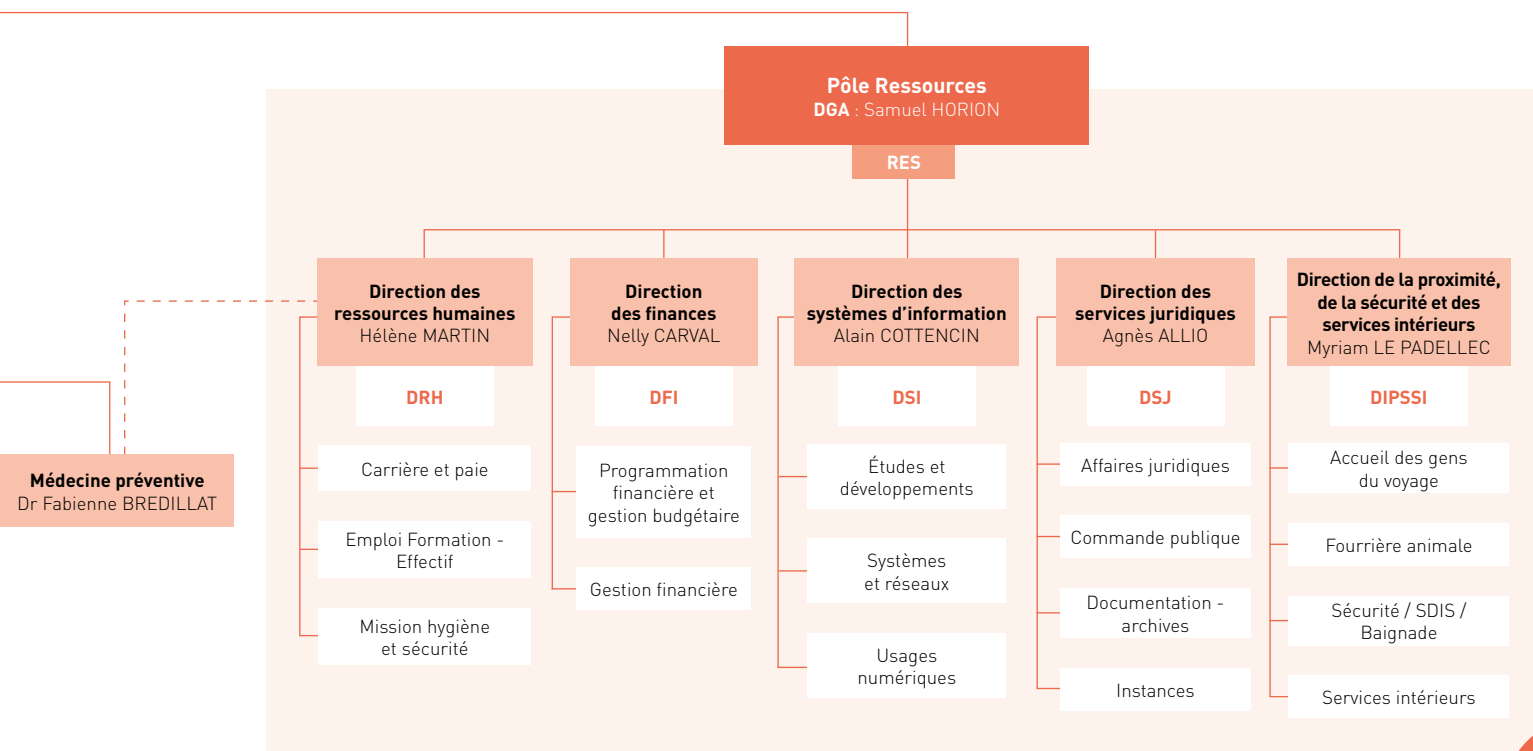 Pôle Ressources
DGA : Samuel HORION
RES
Direction des
ressources humaines
Hélène MARTIN
DRH
Carrière et paie
Emploi Formation -
Effectif
Mission hygiène
et sécurité
Direction
des finances
Nelly CARVAL
DFI
Programmation
financière et
gestion budgétaire
Gestion financière
Direction des
systèmes d’information
Alain COTTENCIN
DSI
Études et
développements
Systèmes
et réseaux
Usages
numériques
Direction des
services juridiques
Agnès ALLIO
DSJ
Affaires juridiques
Commande publique
Documentation -
archives
Instances
Direction de la proximité,
de la sécurité et des
services intérieurs
Myriam LE PADELLEC
DIPSSI
Accueil des gens
du voyage
Fourrière animale
Sécurité / SDIS /
Baignade
Services intérieurs
Médecine préventive
Dr Fabienne BREDILLAT